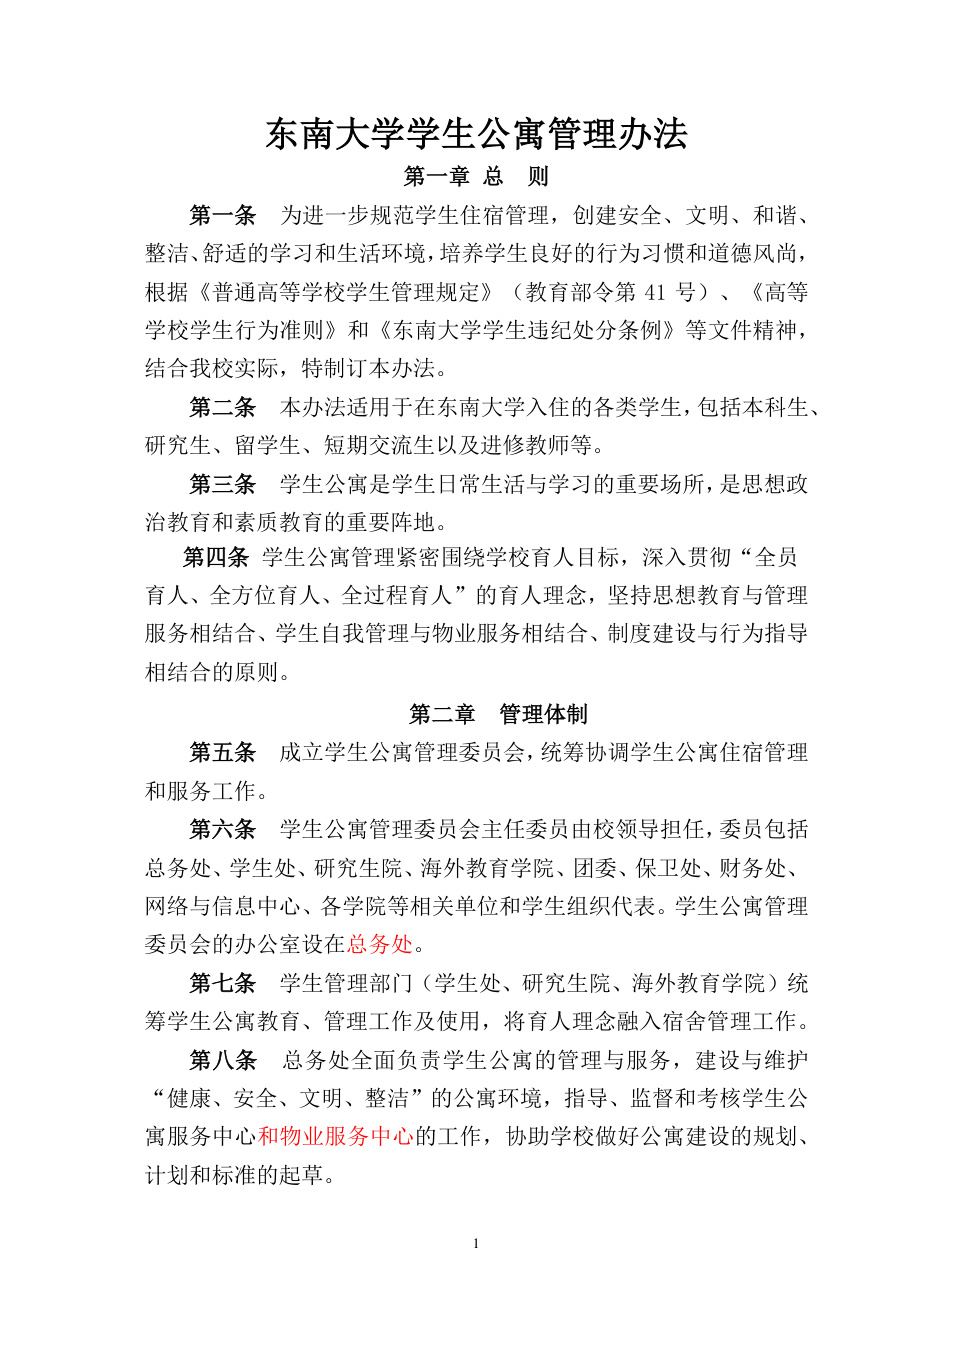 东南大学学生公寓管理办法
第一章 总　则
第一条　为进一步规范学生住宿管理，创建安全、文明、和谐、
整洁、舒适的学习和生活环境，培养学生良好的行为习惯和道德风尚，
根据《普通高等学校学生管理规定》（教育部令第 41 号）、《高等
学校学生行为准则》和《东南大学学生违纪处分条例》等文件精神，
结合我校实际，特制订本办法。
第二条　本办法适用于在东南大学入住的各类学生，包括本科生、
研究生、留学生、短期交流生以及进修教师等。
第三条　学生公寓是学生日常生活与学习的重要场所，是思想政
治教育和素质教育的重要阵地。
第四条 学生公寓管理紧密围绕学校育人目标，深入贯彻“全员
育人、全方位育人、全过程育人”的育人理念，坚持思想教育与管理
服务相结合、学生自我管理与物业服务相结合、制度建设与行为指导
相结合的原则。
第二章　管理体制
第五条　成立学生公寓管理委员会，统筹协调学生公寓住宿管理
和服务工作。
第六条　学生公寓管理委员会主任委员由校领导担任，委员包括
总务处、学生处、研究生院、海外教育学院、团委、保卫处、财务处、
网络与信息中心、各学院等相关单位和学生组织代表。学生公寓管理
委员会的办公室设在总务处。
第七条　学生管理部门（学生处、研究生院、海外教育学院）统
筹学生公寓教育、管理工作及使用，将育人理念融入宿舍管理工作。
第八条　总务处全面负责学生公寓的管理与服务，建设与维护
“健康、安全、文明、整洁”的公寓环境，指导、监督和考核学生公
寓服务中心和物业服务中心的工作，协助学校做好公寓建设的规划、
计划和标准的起草。
1